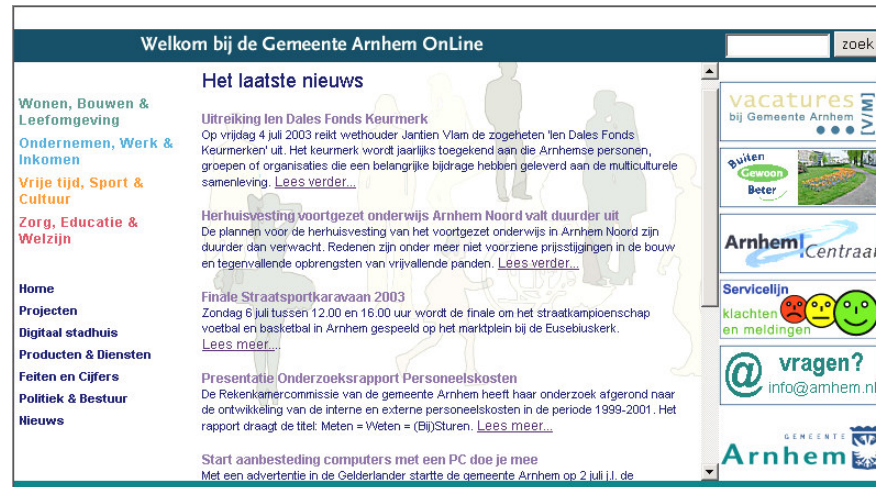 Welkom bij de Gemeente Arnhem OnLine
zoek
Wonen, Bouwen &
Leefomgeving
Ondernemen, Werk &
Inkomen
Vrije tijd, Sport &
Cultuur
Zorg, Educatie &
Welzijn
Home
Projecten
Digitaal stadhuis
Producten & Diensten
Feiten en Cijfers
Politiek & Bestuur
Nieuws
Het laatste nieuws
Uitreiking Ien Dales Fonds Keurmerk
Op vrijdag 4 juli 2003 reikt wethouder Jantien Vlam de zogeheten 'Ien Dales Fonds
Keurmerken' uit. Het keurmerk wordt jaarlijks toegekend aan die Arnhemse personen,
groepen of organisaties die een belangrijke bijdrage hebben geleverd aan de multiculturele
samenleving. Lees verder...
Herhuisvesting voortgezet onderwijs Arnhem Noord valt duurder uit
De plannen voor de herhuisvesting van het voortgezet onderwijs in Arnhem Noord zijn
duurder dan verwacht. Redenen zijn onder meer niet voorziene prijsstijgingen in de bouw
en tegenvallende opbrengsten van vrijvallende panden. Lees verder...
Finale Straatsportkaravaan 2003
Zondag 6 juli tussen 12.00 en 16.00 uur wordt de finale om het straatkampioenschap
voetbal en basketbal in Arnhem gespeeld op het marktplein bij de Eusebiuskerk.
Lees meer....
Presentatie Onderzoeksrapport Personeelskosten
De Rekenkamercommissie van de gemeente Arnhem heeft haar onderzoek afgerond naar
de ontwikkeling van de interne en externe personeelskosten in de periode 1999-2001. Het
rapport draagt de titel: Meten = Weten = (Bij)Sturen. Lees meer...
Start aanbesteding computers met een PC doe je mee
Met een advertentie in de Gelderlander startte de gemeente Arnhem op 2 juli j.l. de
vacatures
bij Gemeente Arnhem
[V/M]
Buiten
Gewoon
Beter
Arnhem Centraal
Servicelijn
klachten
en meldingen
@ vragen?
info@arnhem.nl
GEMEENTE
Arnhem